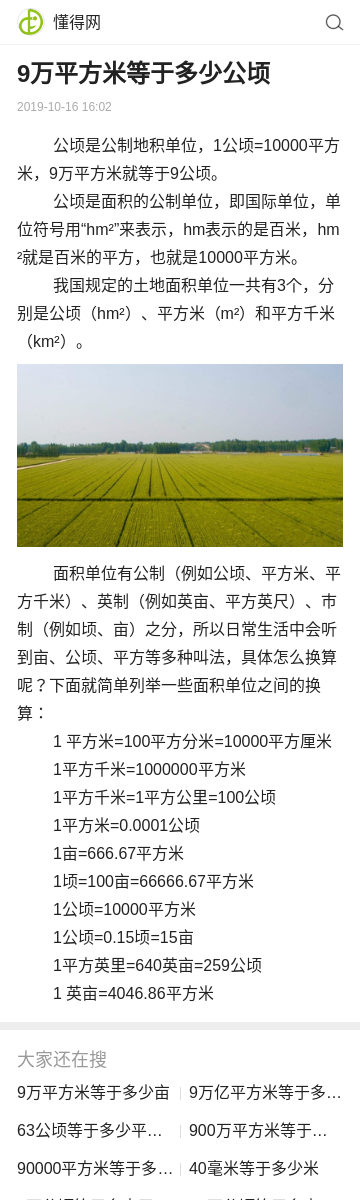 懂得网
9万平方米等于多少公顷
2019-10-16 16:02
公顷是公制地积单位，1公顷=10000平方
米，9万平方米就等于9公顷。
公顷是面积的公制单位，即国际单位，单
位符号用“hm²”来表示，hm表示的是百米，hm
²就是百米的平方，也就是10000平方米。
我国规定的土地面积单位一共有3个，分
别是公顷（hm²）、平方米（m²）和平方千米
（km²）。
面积单位有公制（例如公顷、平方米、平
方千米）、英制（例如英亩、平方英尺）、市
制（例如顷、亩）之分，所以日常生活中会听
到亩、公顷、平方等多种叫法，具体怎么换算
呢？下面就简单列举一些面积单位之间的换
算：
1 平方米=100平方分米=10000平方厘米
1平方千米=1000000平方米
1平方千米=1平方公里=100公顷
1平方米=0.0001公顷
1亩=666.67平方米
1顷=100亩=66666.67平方米
1公顷=10000平方米
1公顷=0.15顷=15亩
1平方英里=640英亩=259公顷
1 英亩=4046.86平方米
大家还在搜
9万平方米等于多少亩
9万亿平方米等于多…
63公顷等于多少平…
900万平方米等于…
90000平方米等于多…
40毫米等于多少米